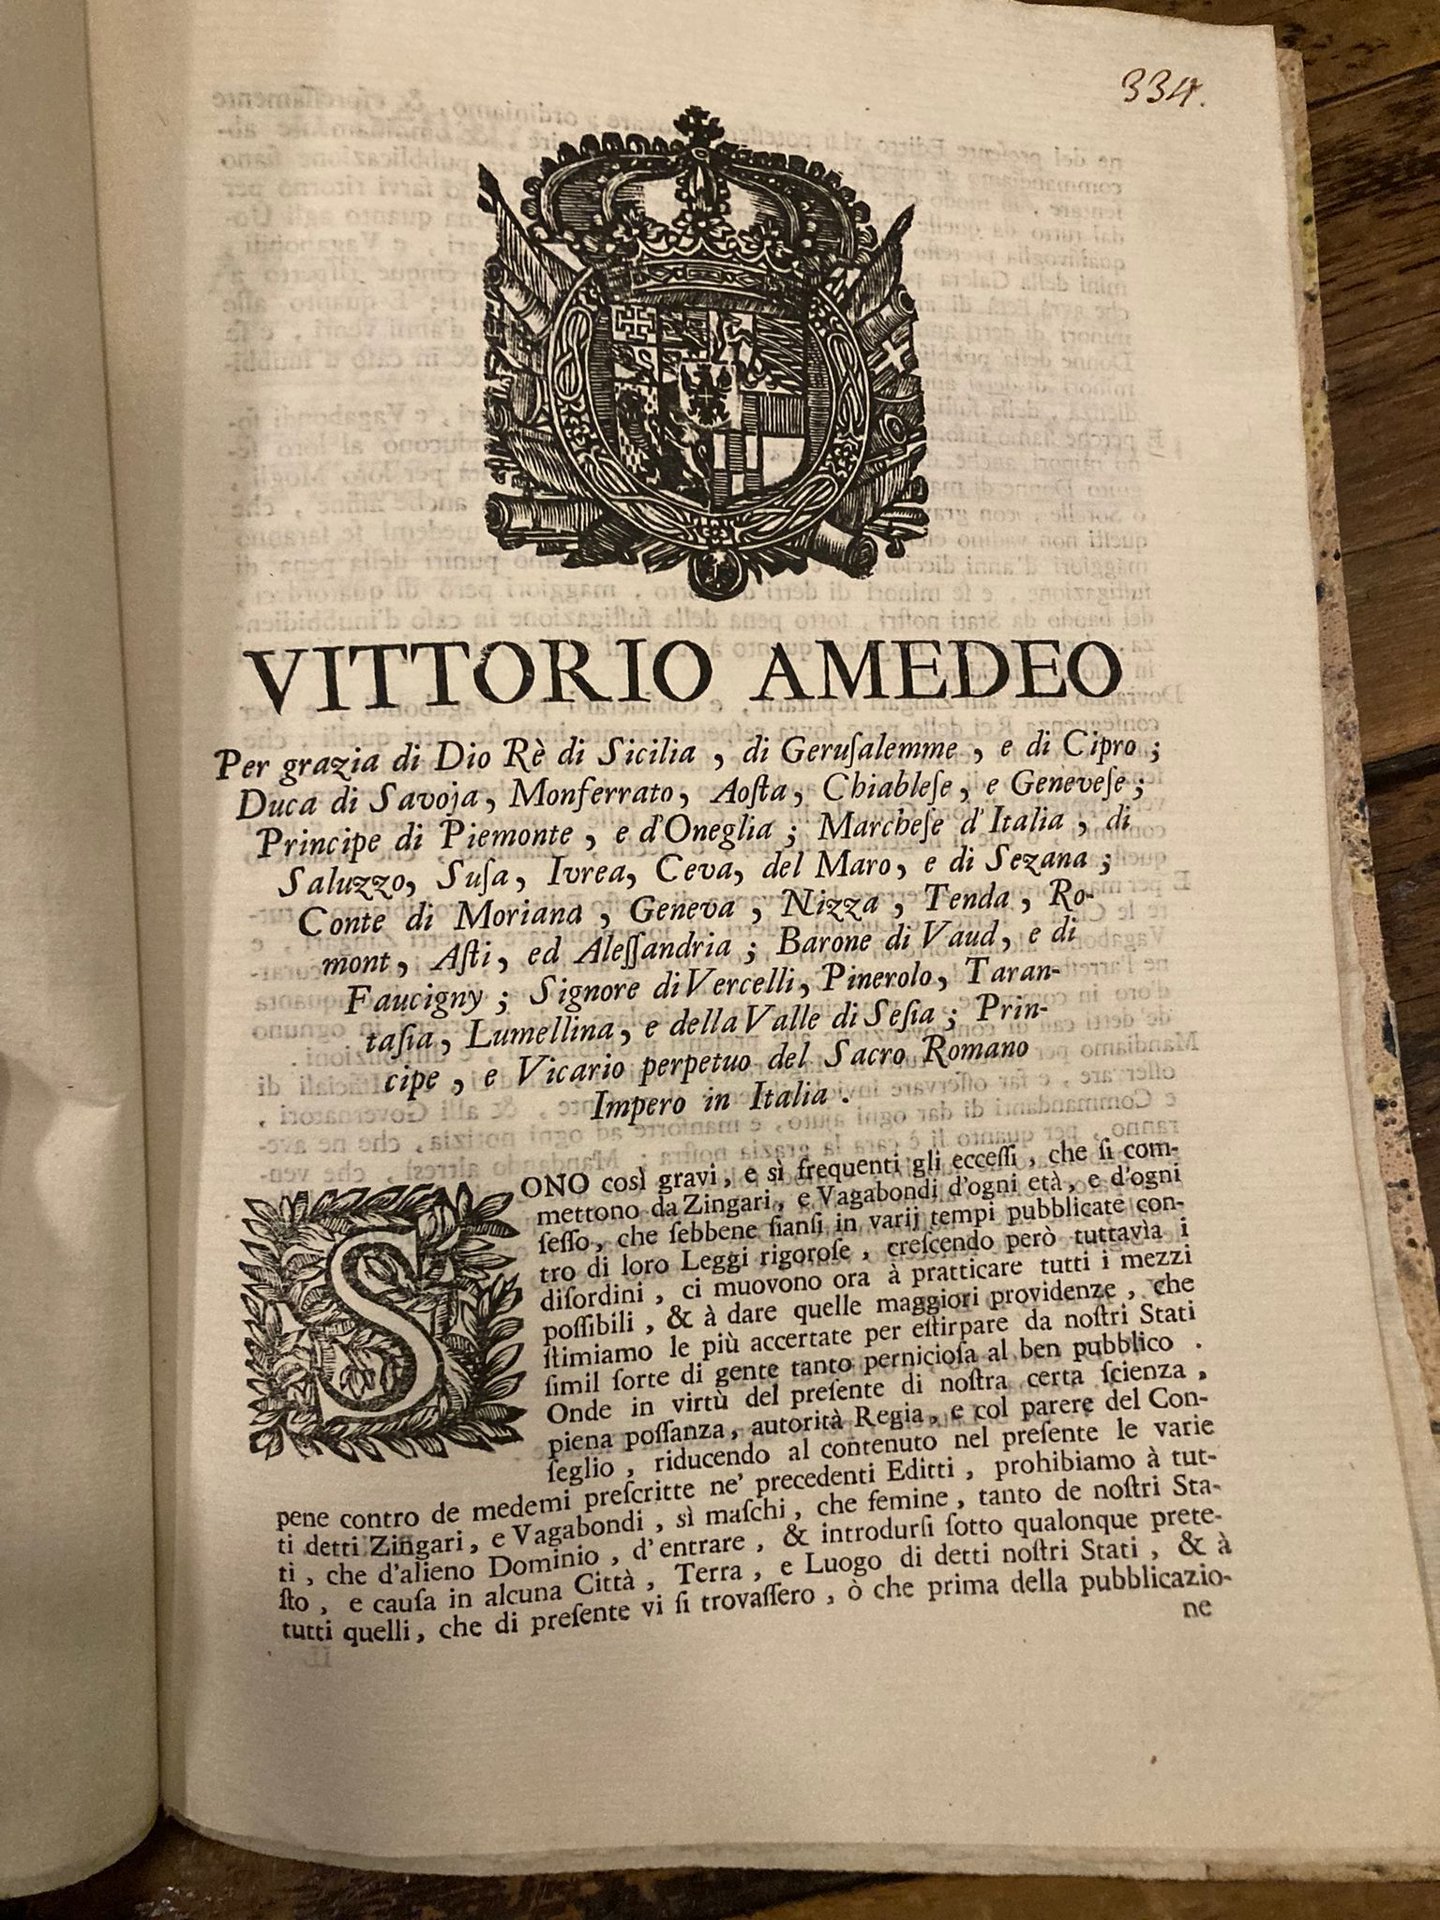 334.
VITTORIO AMEDEO
Per grazia di Dio Rè di Sicilia , di Geruſalemme , e di Cipro ;
Duca di Savoja, Monferrato, Aoſta, Chiableſe, e Geneveſe ;
Principe di Piemonte , e d'Oneglia ; Marcheſe d'Italia , di
Saluzzo, Suſa, Ivrea, Ceva, del Maro, e di Sezana ;
Conte di Moriana , Geneva , Nizza , Tenda , Ro-
mont, Aſti, ed Aleſſandria ; Barone di Vaud, e di
Faucigny ; Signore di Vercelli, Pinerolo, Taran-
taſia, Lumellina, e della Valle di Seſia ; Prin-
cipe , e Vicario perpetuo del Sacro Romano
Impero in Italia .
SONO così gravi, e sì frequenti gli ecceſſi , che ſi com-
mettono da Zingari, e Vagabondi d'ogni età, e d'ogni
ſeſſo, che ſebbene ſianſi in varij tempi pubblicate con-
tro di loro Leggi rigoroſe , creſcendo però tuttavìa i
diſordini , ci muovono ora à pratticare tutti i mezzi
poſſibili , & à dare quelle maggiori providenze , che
ſtimiamo le più accertate per eſtirpare da noſtri Stati
ſimil ſorte di gente tanto pernicioſa al ben pubblico .
Onde in virtù del preſente di noſtra certa ſcienza ,
piena poſſanza, autorità Regia, e col parere del Con-
ſeglio , riducendo al contenuto nel preſente le varie
pene contro de medemi preſcritte ne' precedenti Editti , prohibiamo à tut-
ti detti Zingari, e Vagabondi , sì maſchi, che femine, tanto de noſtri Sta-
ti , che d'alieno Dominio , d'entrare , & introdurſi ſotto qualonque prete-
ſto , e cauſa in alcuna Città , Terra , e Luogo di detti noſtri Stati , & à
tutti quelli, che di preſente vi ſi trovaſſero , ò che prima della pubblicazio-
ne